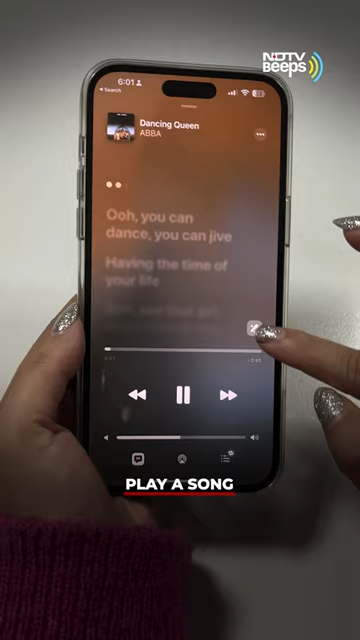 NDTV
Beeps
6:01
Search
Dancing Queen
ABBA
Ooh, you can
dance, you can jive
Having the time of
your life
PLAY A SONG